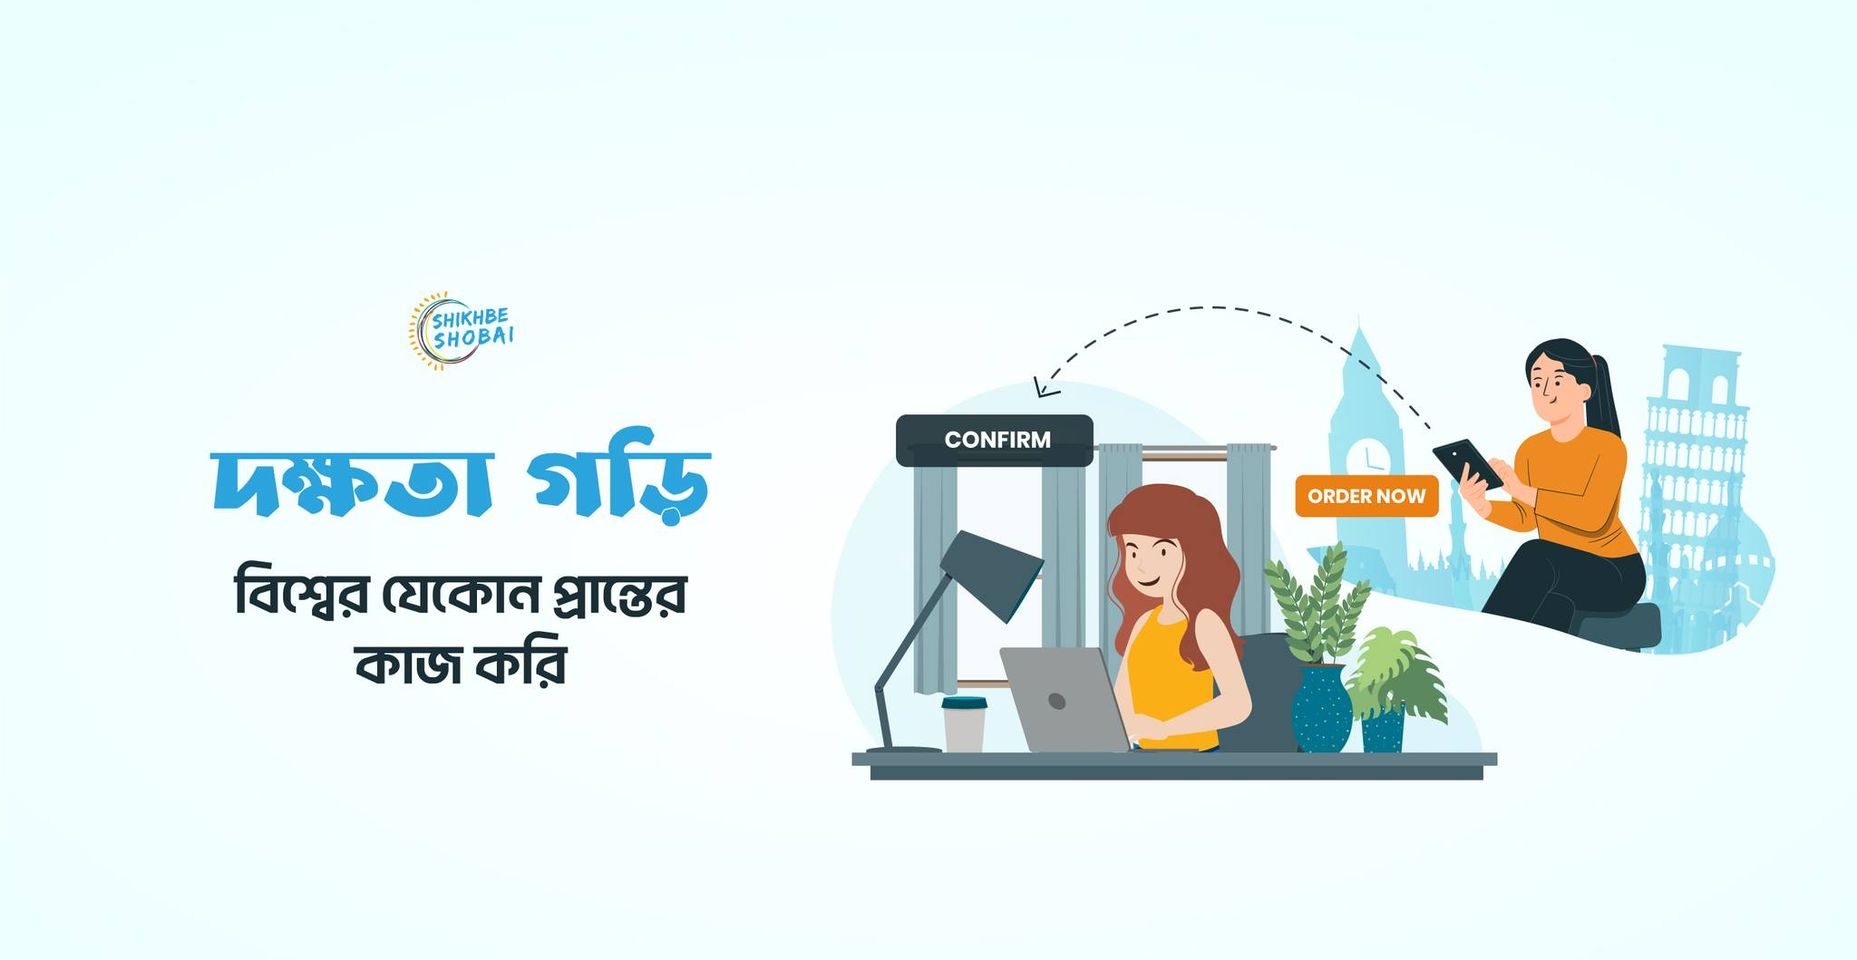 SHIKHBE
SHOBAI
দক্ষতা গড়ি
বিশ্বের যেকোন প্রান্তের
কাজ করি
CONFIRM
ORDER NOW